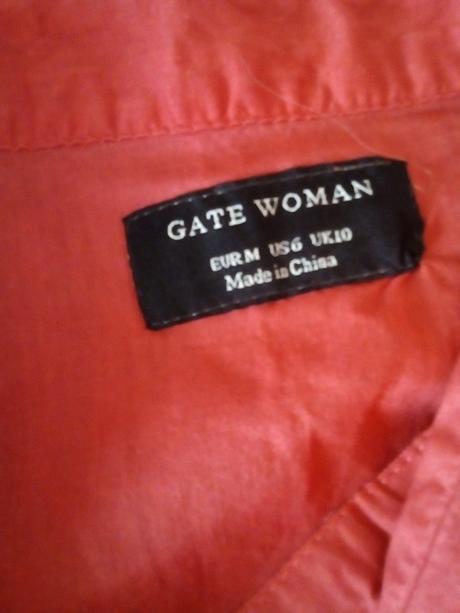 GATE WOMAN
EUR M US6 UK10
Made in China